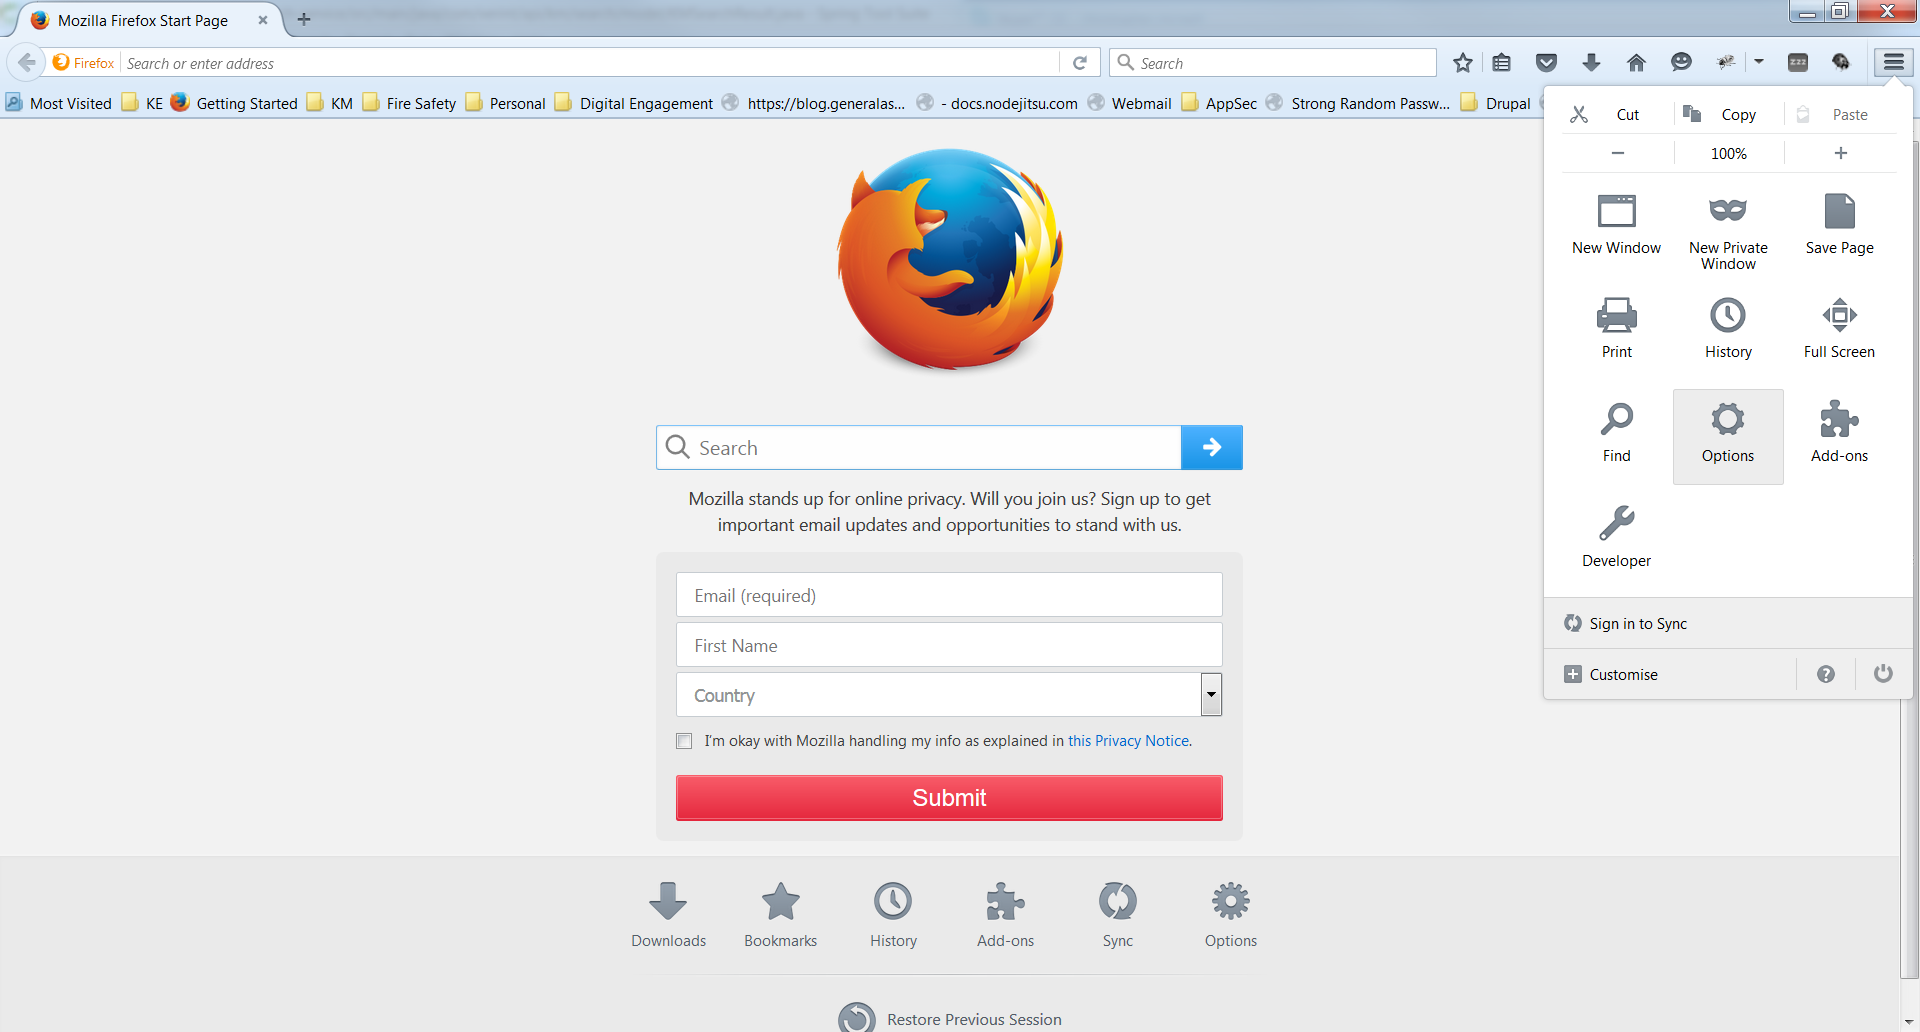 Mozilla Firefox Start Page
Firefox Search or enter address
Search
Most Visited KE Getting Started KM Fire Safety Personal Digital Engagement https://blog.generalas... - docs.nodejitsu.com Webmail AppSec Strong Random Passw... Drupal
Cut Copy Paste
100%
New Window New Private Window Save Page
Print History Full Screen
Find Options Add-ons
Developer
Sign in to Sync
Customise
Search
Mozilla stands up for online privacy. Will you join us? Sign up to get
important email updates and opportunities to stand with us.
Email (required)
First Name
Country
I'm okay with Mozilla handling my info as explained in this Privacy Notice.
Submit
Downloads Bookmarks History Add-ons Sync Options
Restore Previous Session